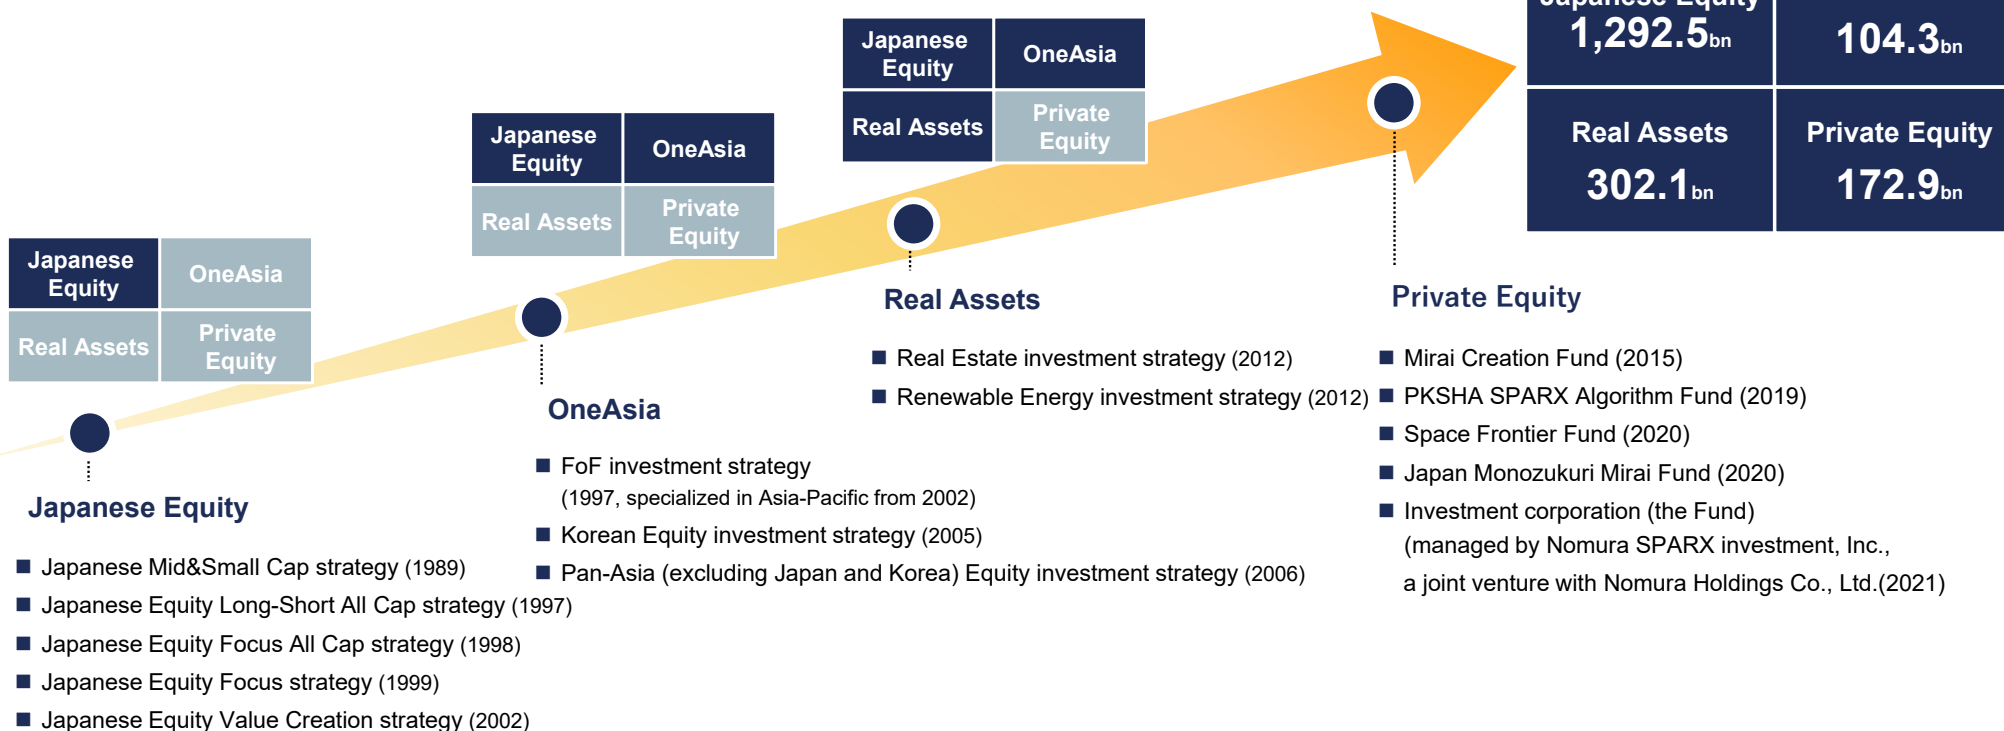 Japanese
Equity
OneAsia
Real Assets
Private
Equity
Japanese
Equity
OneAsia
Real Assets
Private
Equity
Japanese
Equity
OneAsia
Real Assets
Private
Equity
Japanese Equity
1,292.5bn
104.3bn
Real Assets
302.1bn
Private Equity
172.9bn
Japanese Equity
■ Japanese Mid&Small Cap strategy (1989)
■ Japanese Equity Long-Short All Cap strategy (1997)
■ Japanese Equity Focus All Cap strategy (1998)
■ Japanese Equity Focus strategy (1999)
■ Japanese Equity Value Creation strategy (2002)
OneAsia
■ FoF investment strategy
(1997, specialized in Asia-Pacific from 2002)
■ Korean Equity investment strategy (2005)
■ Pan-Asia (excluding Japan and Korea) Equity investment strategy (2006)
Real Assets
■ Real Estate investment strategy (2012)
■ Renewable Energy investment strategy (2012)
Private Equity
■ Mirai Creation Fund (2015)
■ PKSHA SPARX Algorithm Fund (2019)
■ Space Frontier Fund (2020)
■ Japan Monozukuri Mirai Fund (2020)
■ Investment corporation (the Fund)
(managed by Nomura SPARX investment, Inc.,
a joint venture with Nomura Holdings Co., Ltd.(2021)